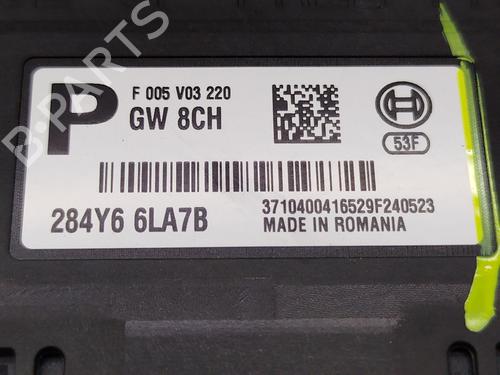 P
F 005 V03 220
GW 8CH
53F
284Y6 6LA7B
3710400416529F240523
MADE IN ROMANIA
B-PARTS